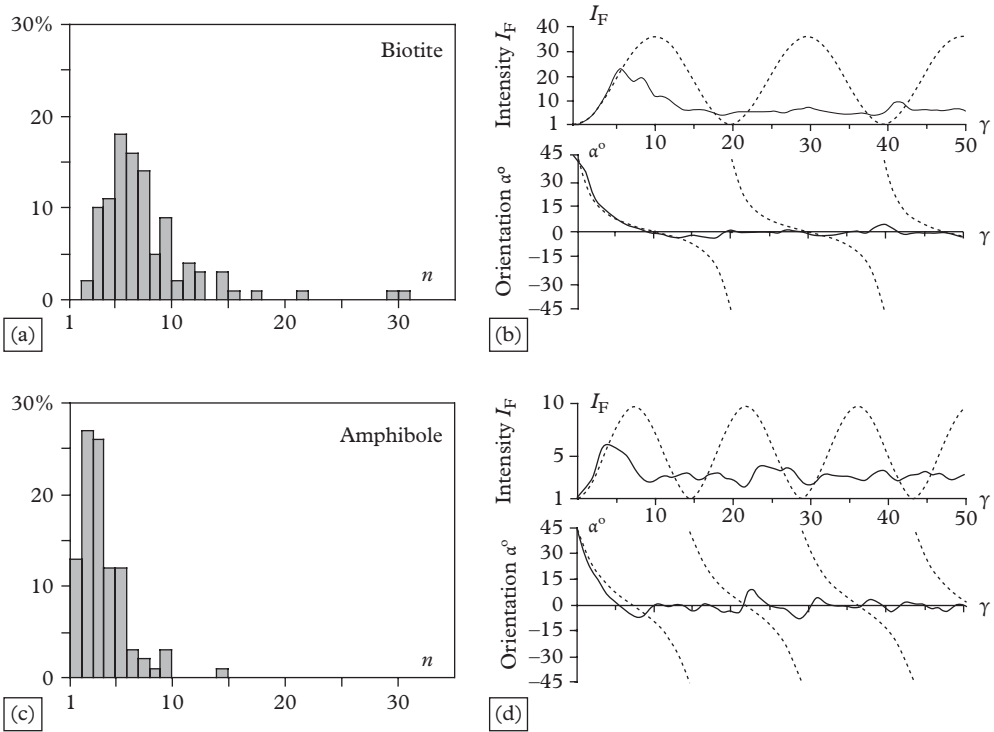 30%
Biotite
20
10
n
0
1 10 20 30
(a)
I_F
Intensity I_F
40
30
20
10
1
10 20 30 40 50 γ
Orientation α°
α°
45
30
15
0
−15
−30
−45
γ
(b)
30%
Amphibole
20
10
n
0
1 10 20 30
(c)
I_F
Intensity I_F
10
5
1
10 20 30 40 50 γ
Orientation α°
α°
45
30
15
0
−15
−30
−45
γ
(d)